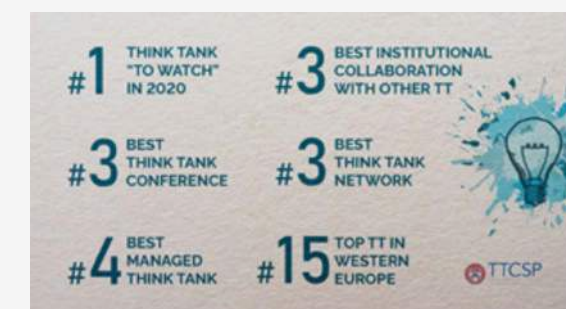 #1 THINK TANK
"TO WATCH"
IN 2020
#3 BEST INSTITUTIONAL
COLLABORATION
WITH OTHER TT
#3 BEST
THINK TANK
CONFERENCE
#3 BEST
THINK TANK
NETWORK
#4 BEST
MANAGED
THINK TANK
#15 TOP TT IN
WESTERN
EUROPE
TTCSP